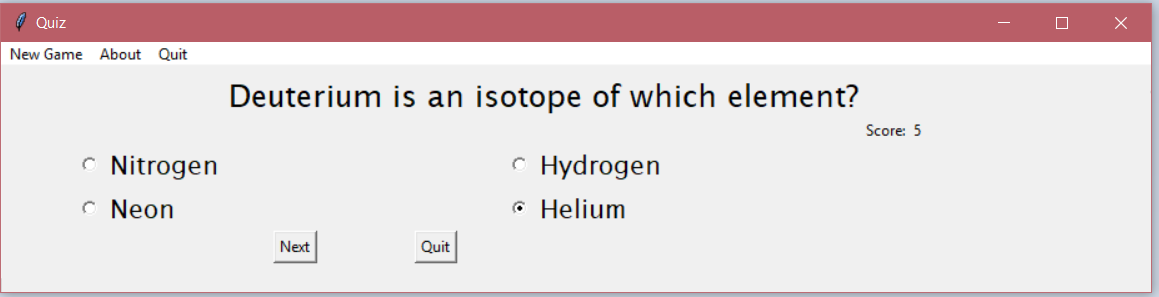 Quiz
New Game About Quit
Deuterium is an isotope of which element?
Score: 5
Nitrogen Hydrogen
Neon Helium
Next Quit